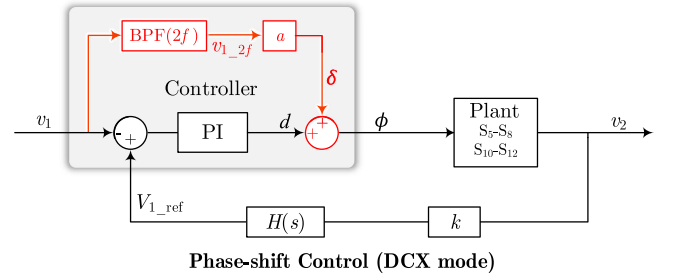 BPF(2f)
a
v1_2f
δ
Controller
v1
-
+
PI
d
+
+
ϕ
Plant
S5-S8
S10-S12
v2
V1_ref
H(s)
k
Phase-shift Control (DCX mode)